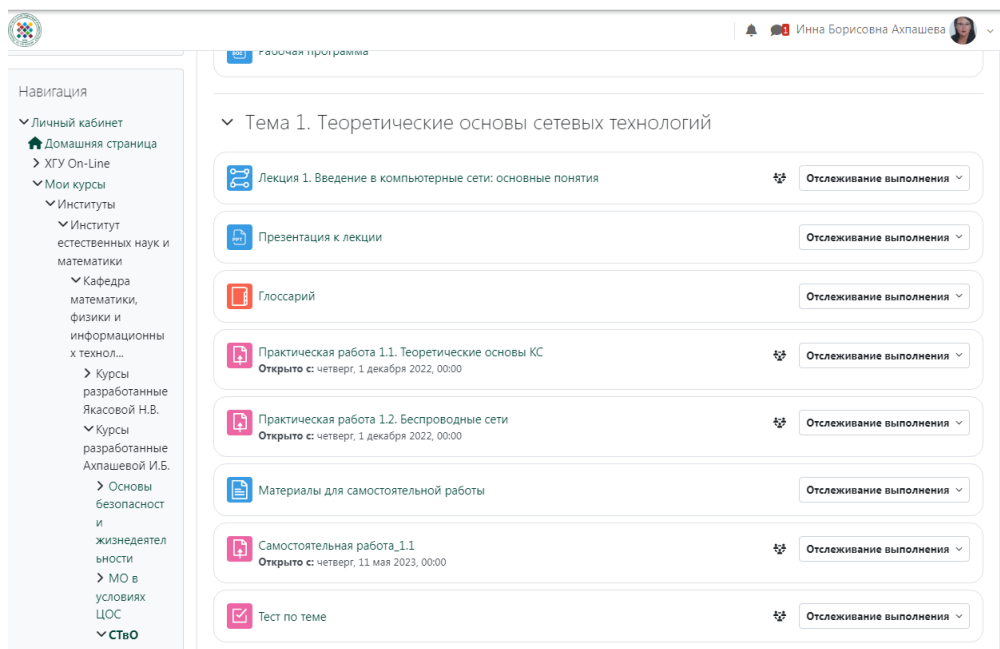 1 Инна Борисовна Ахпашева
Рабочая программа
Навигация
Личный кабинет
Домашняя страница
ХГУ On-Line
Мои курсы
Институты
Институт
естественных наук и
математики
Кафедра
математики,
физики и
информационны
х технол...
Курсы
разработанные
Якасовой Н.В.
Курсы
разработанные
Ахпашевой И.Б.
Основы
безопасност
и
жизнедеятел
ьности
МО в
условиях
ЦОС
СТвО
Тема 1. Теоретические основы сетевых технологий
Лекция 1. Введение в компьютерные сети: основные понятия
Отслеживание выполнения
Презентация к лекции
Отслеживание выполнения
Глоссарий
Отслеживание выполнения
Практическая работа 1.1. Теоретические основы КС
Открыто с: четверг, 1 декабря 2022, 00:00
Отслеживание выполнения
Практическая работа 1.2. Беспроводные сети
Открыто с: четверг, 1 декабря 2022, 00:00
Отслеживание выполнения
Материалы для самостоятельной работы
Отслеживание выполнения
Самостоятельная работа_1.1
Открыто с: четверг, 11 мая 2023, 00:00
Отслеживание выполнения
Тест по теме
Отслеживание выполнения